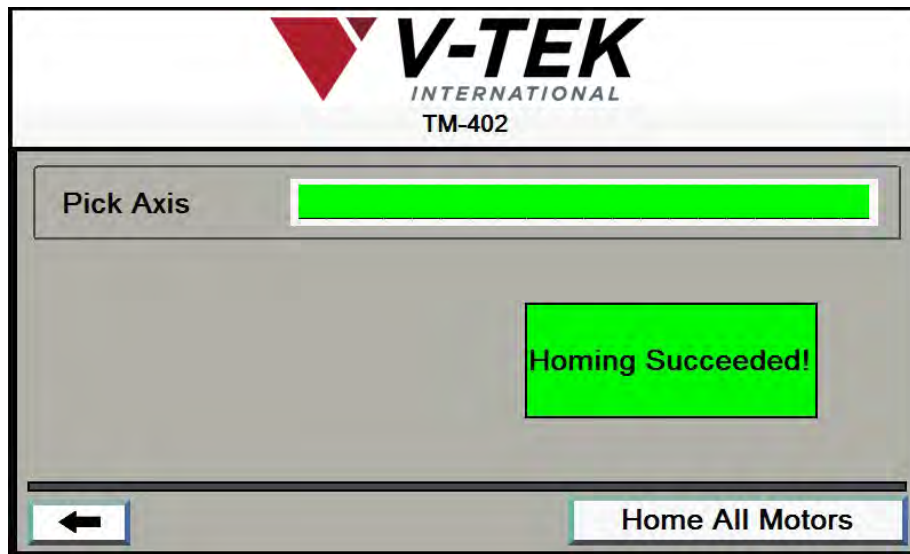 V-TEK
INTERNATIONAL
TM-402
Pick Axis
Homing Succeeded!
Home All Motors